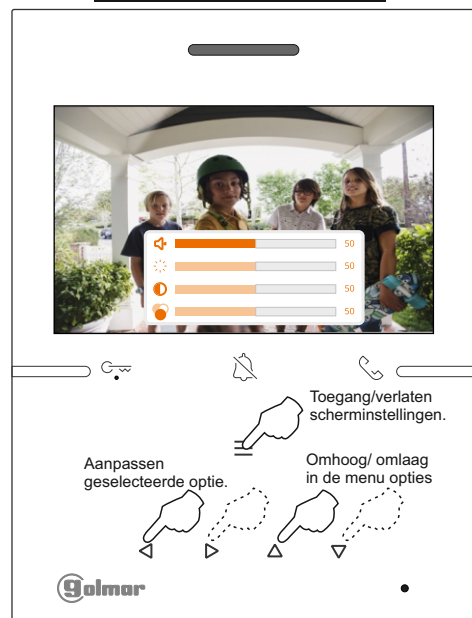 50
50
50
50
Toegang/verlaten
scherminstellingen.
Aanpassen
geselecteerde optie.
Omhoog/ omlaag
in de menu opties
golmar